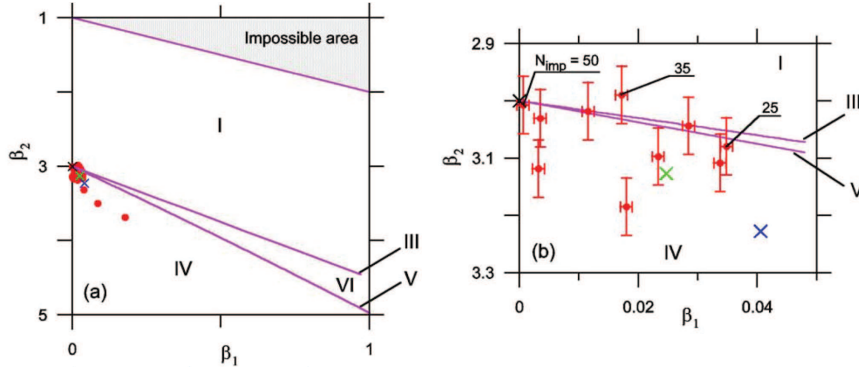 1
Impossible area
I
β₂
3
III
VI
V
IV
(a)
5
0
β₁
1
2.9
N_imp = 50
35
I
III
25
β₂
3.1
V
(b)
IV
3.3
0
0.02
0.04
β₁